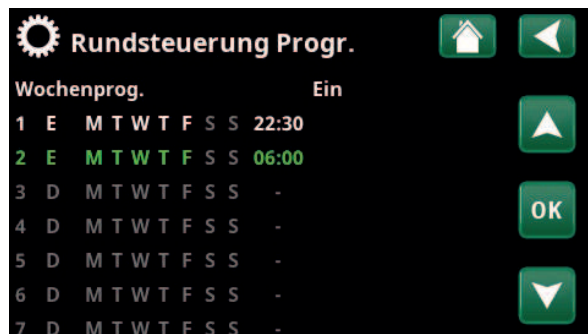 Rundsteuerung Progr.
Wochenprog. Ein
1 E M T W T F S S 22:30
2 E M T W T F S S 06:00
3 D M T W T F S S -
OK
4 D M T W T F S S -
5 D M T W T F S S -
6 D M T W T F S S -
7 D M T W T F S S